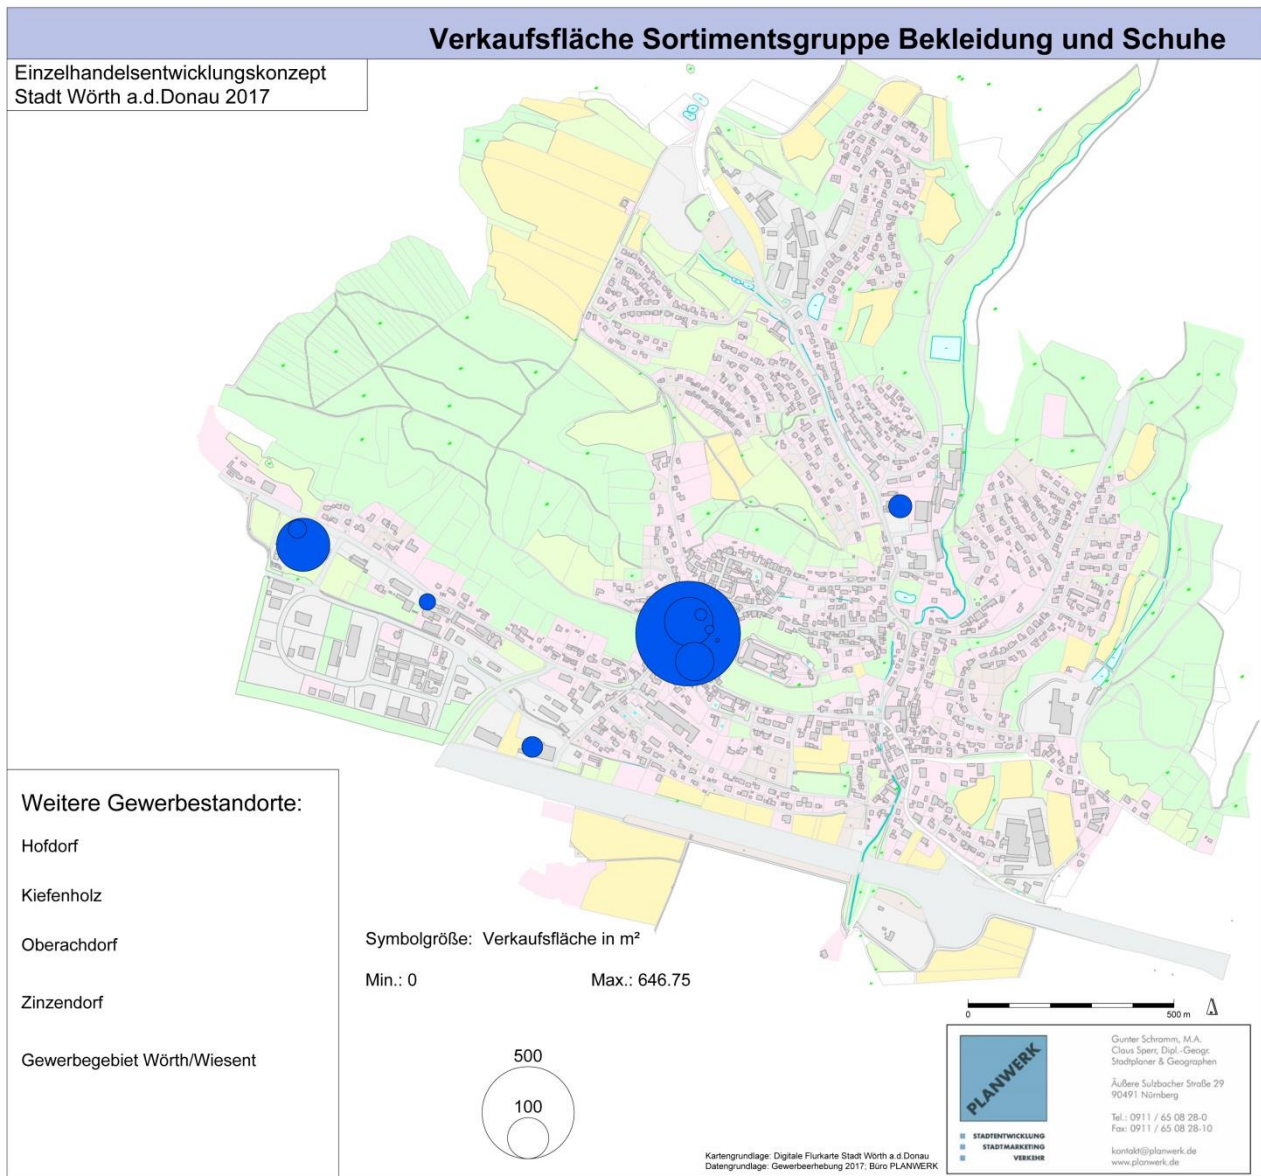 Verkaufsfläche Sortimentsgruppe Bekleidung und Schuhe
Einzelhandelsentwicklungskonzept
Stadt Wörth a.d.Donau 2017
Weitere Gewerbestandorte:
Hofdorf
Kiefenholz
Oberachdorf
Zinzendorf
Gewerbegebiet Wörth/Wiesent
Symbolgröße: Verkaufsfläche in m²
Min.: 0 Max.: 646.75
500
100
0 500 m
Kartengrundlage: Digitale Flurkarte Stadt Wörth a.d.Donau
Datengrundlage: Gewerbeerhebung 2017; Büro PLANWERK
PLANWERK
STADTENTWICKLUNG
STADTMARKETING
VERKEHR
Gunter Schramm, M.A.
Claus Sperr, Dipl.-Geogr.
Stadtplaner & Geographen
Äußere Sulzbacher Straße 29
90491 Nürnberg
Tel.: 0911 / 65 08 28-0
Fax: 0911 / 65 08 28-10
kontakt@planwerk.de
www.planwerk.de